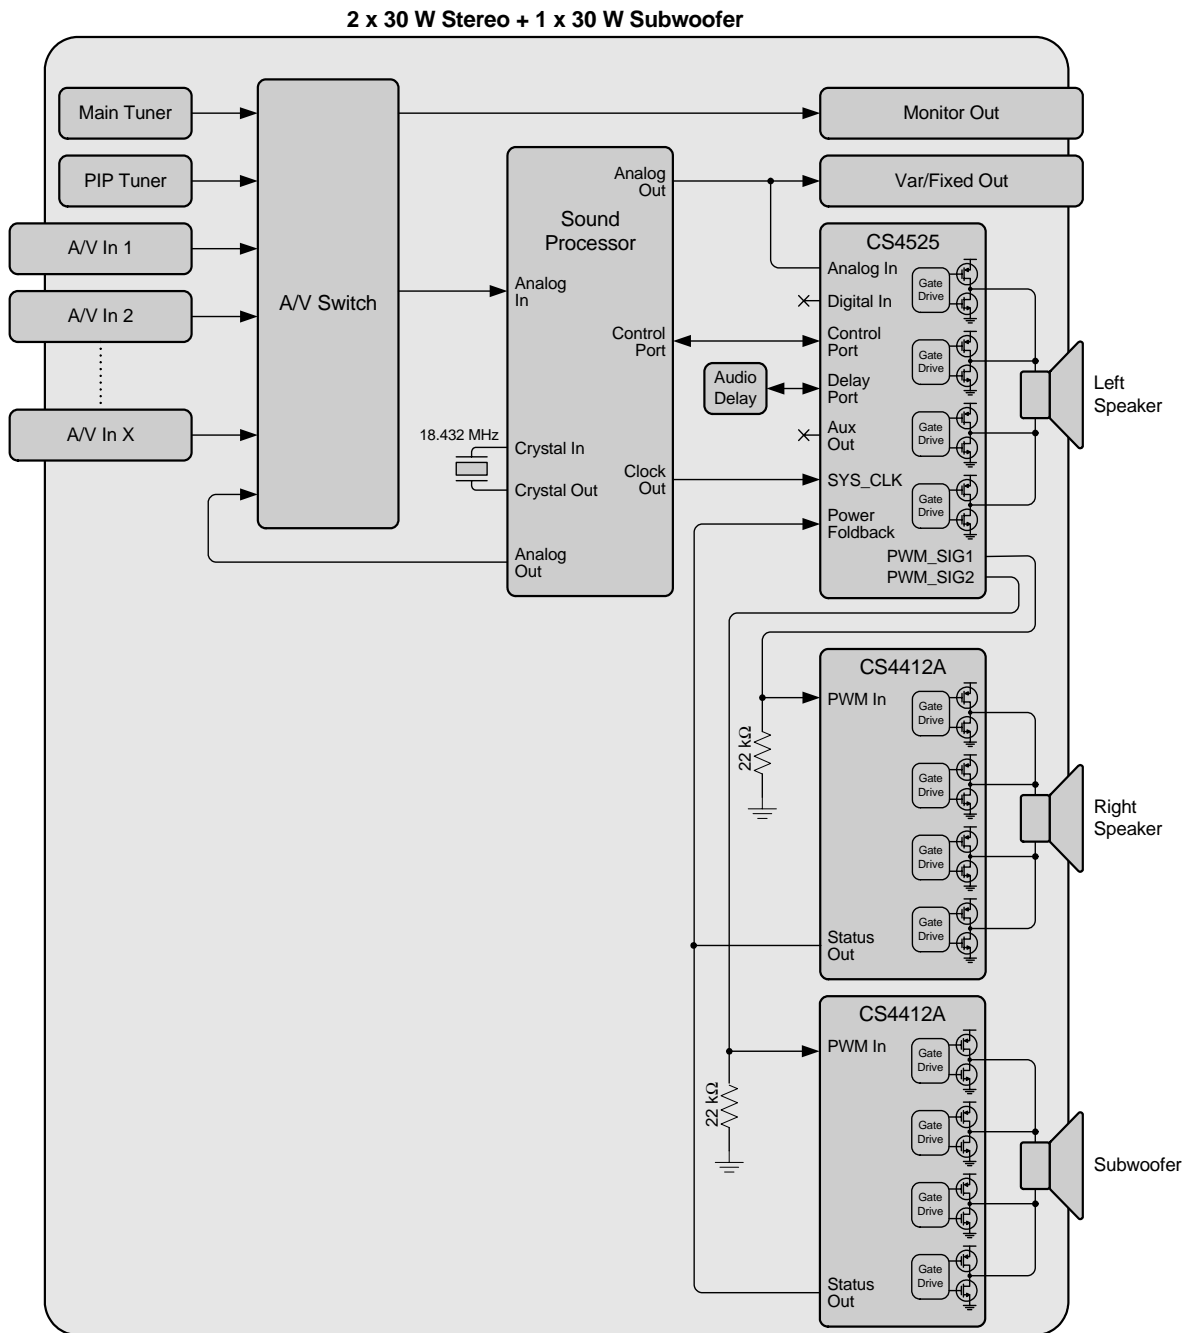 2 x 30 W Stereo + 1 x 30 W Subwoofer
Main Tuner
PIP Tuner
A/V In 1
A/V In 2
A/V In X
A/V Switch
Sound
Processor
Analog
Out
Analog
In
Control
Port
18.432 MHz
Crystal In
Crystal Out
Clock
Out
Analog
Out
Monitor Out
Var/Fixed Out
CS4525
Analog In
Digital In
Control
Port
Audio
Delay
Delay
Port
Aux
Out
SYS_CLK
Power
Foldback
PWM_SIG1
PWM_SIG2
Gate
Drive
Gate
Drive
Gate
Drive
Gate
Drive
Left
Speaker
CS4412A
PWM In
22 kΩ
Status
Out
Gate
Drive
Gate
Drive
Gate
Drive
Gate
Drive
Right
Speaker
CS4412A
PWM In
22 kΩ
Status
Out
Gate
Drive
Gate
Drive
Gate
Drive
Gate
Drive
Subwoofer